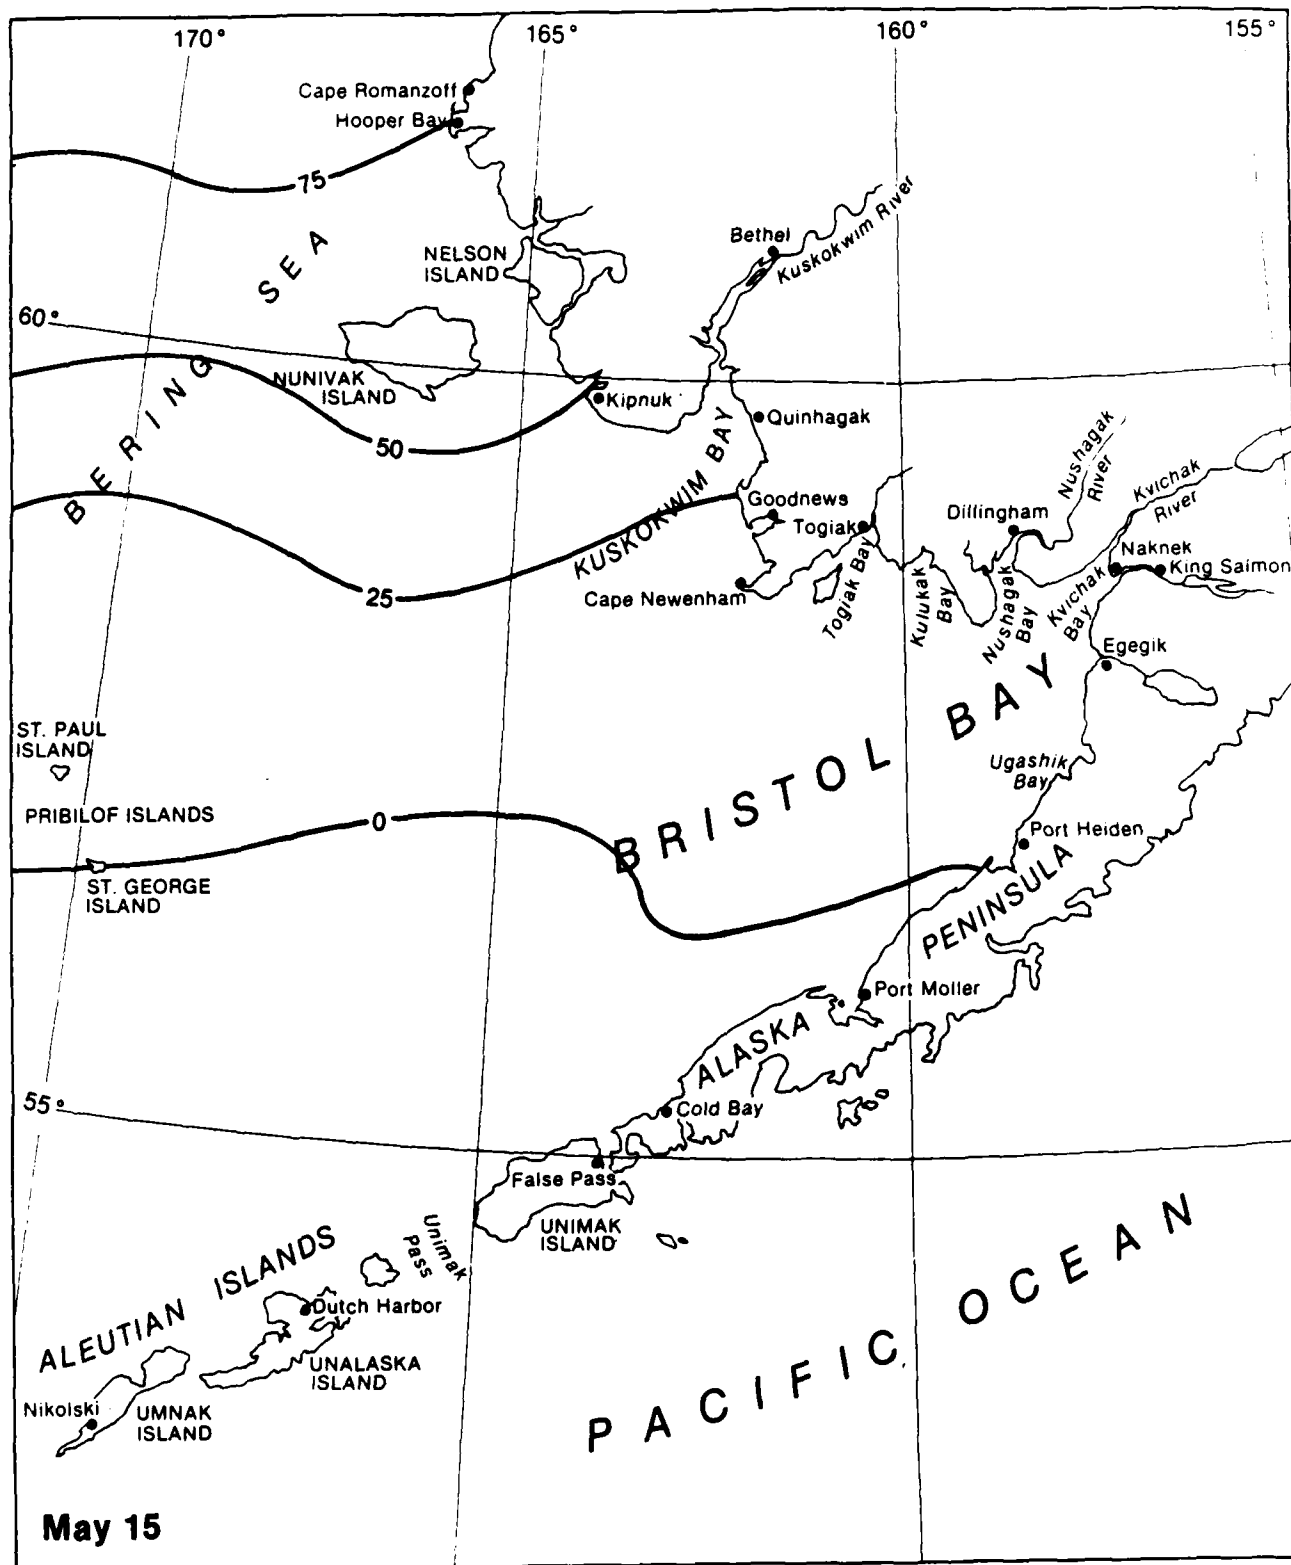 170°
165°
160°
155°
Cape Romanzoff
Hooper Bay
75
Bethel
Kuskokwim River
NELSON
ISLAND
BERING SEA
60°
NUNIVAK
ISLAND
Kipnuk
Quinhagak
50
KUSKOKWIM BAY
Goodnews
Togiak
Dillingham
Nushagak
River
Kvichak
River
Naknek
King Salmon
25
Cape Newenham
Togiak Bay
Kulukak
Bay
Nushagak
Bay
Kvichak
Bay
Egegik
BRISTOL BAY
ST. PAUL
ISLAND
Ugashik
Bay
PRIBILOF ISLANDS
0
Port Heiden
ST. GEORGE
ISLAND
ALASKA PENINSULA
Port Moller
55°
Cold Bay
False Pass
UNIMAK
ISLAND
Unimak
Pass
ALEUTIAN ISLANDS
Dutch Harbor
UNALASKA
ISLAND
Nikolski
UMNAK
ISLAND
PACIFIC OCEAN
May 15